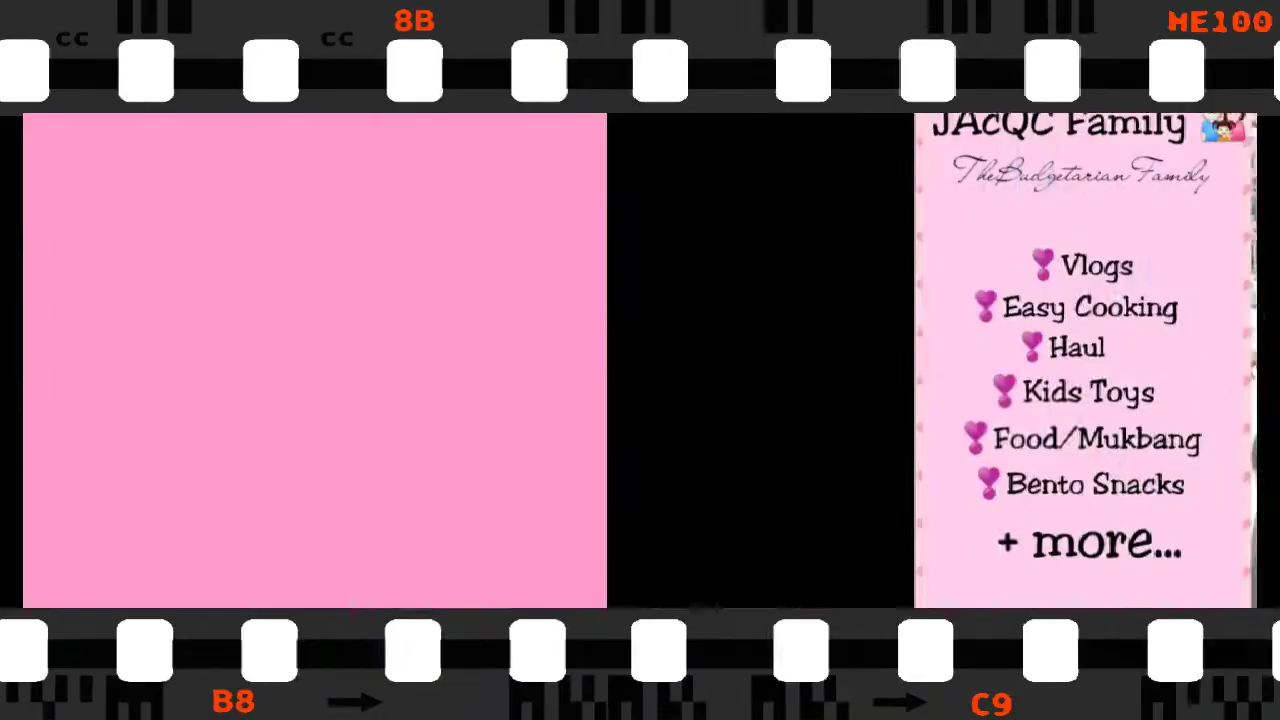 cc
cc
8B
ME100
JAcQC Family
TheBudgetarian Family
Vlogs
Easy Cooking
Haul
Kids Toys
Food/Mukbang
Bento Snacks
+ more...
B8
C9